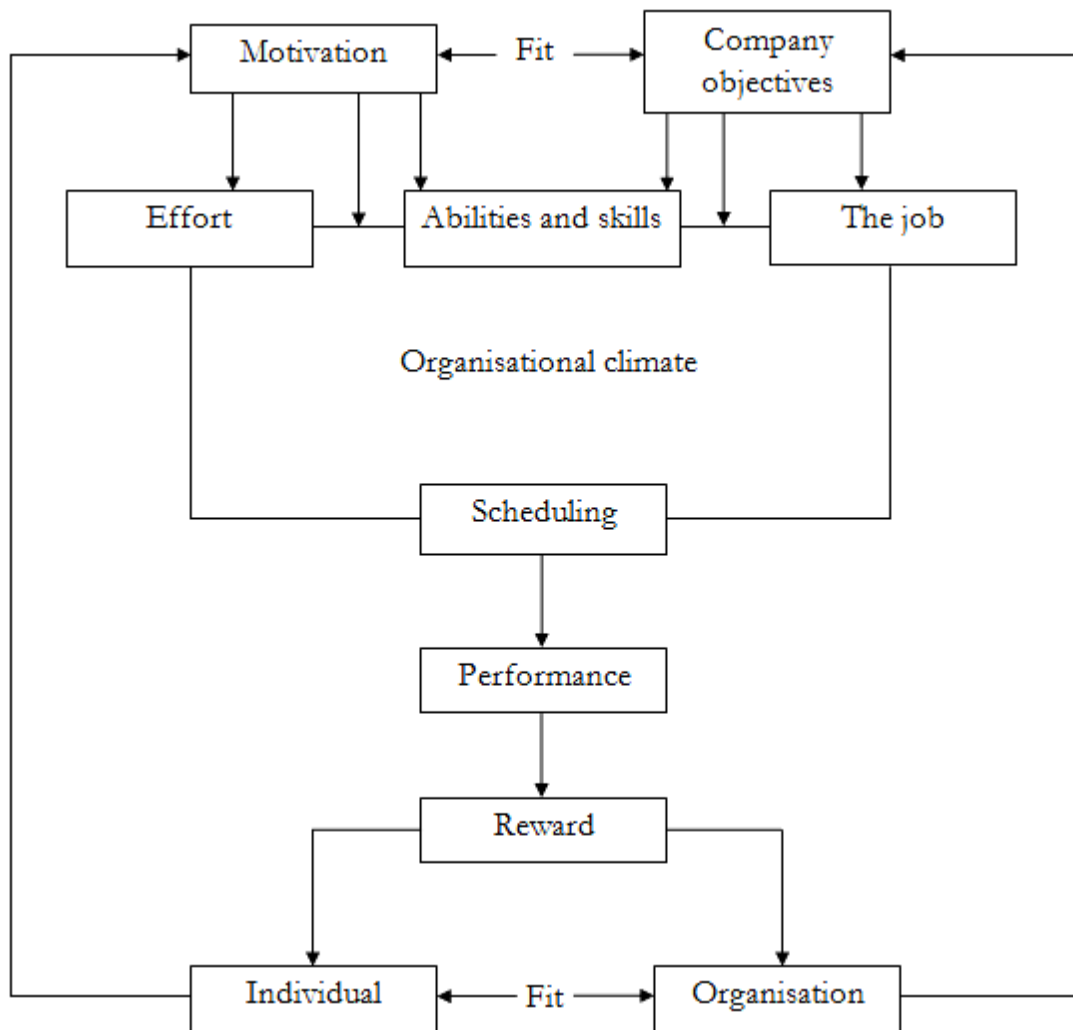 Motivation
Fit
Company
objectives
Effort
Abilities and skills
The job
Organisational climate
Scheduling
Performance
Reward
Individual
Fit
Organisation